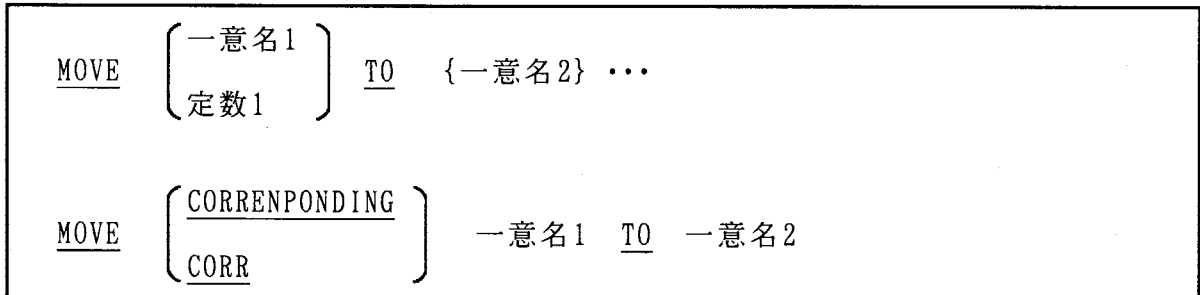 一意名1
MOVE TO {一意名2} ···
定数1
CORRENPONDING
MOVE 一意名1 TO 一意名2
CORR